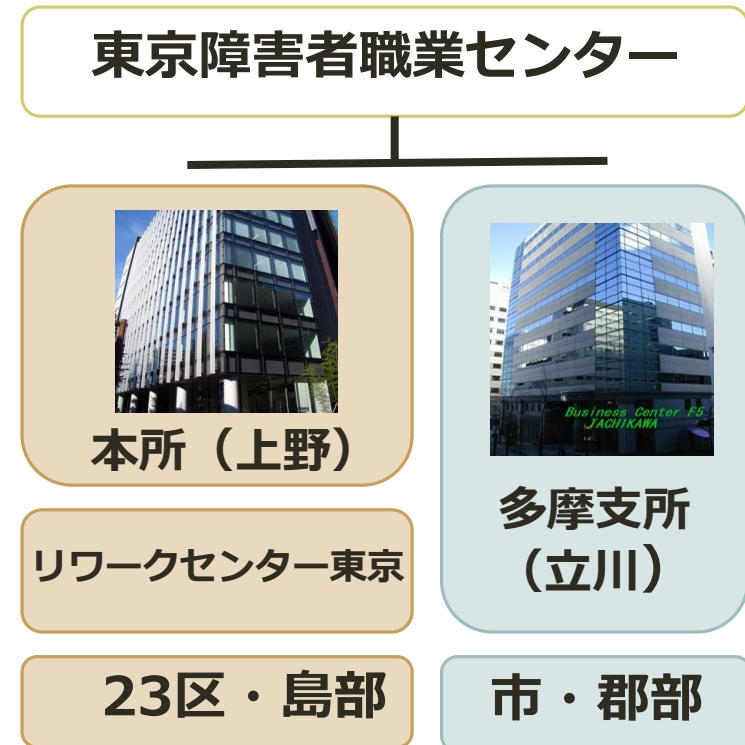 東京障害者職業センター
本所（上野）
Business Center F5
TACHIKAWA
多摩支所
（立川）
リワークセンター東京
23区・島部
市・郡部